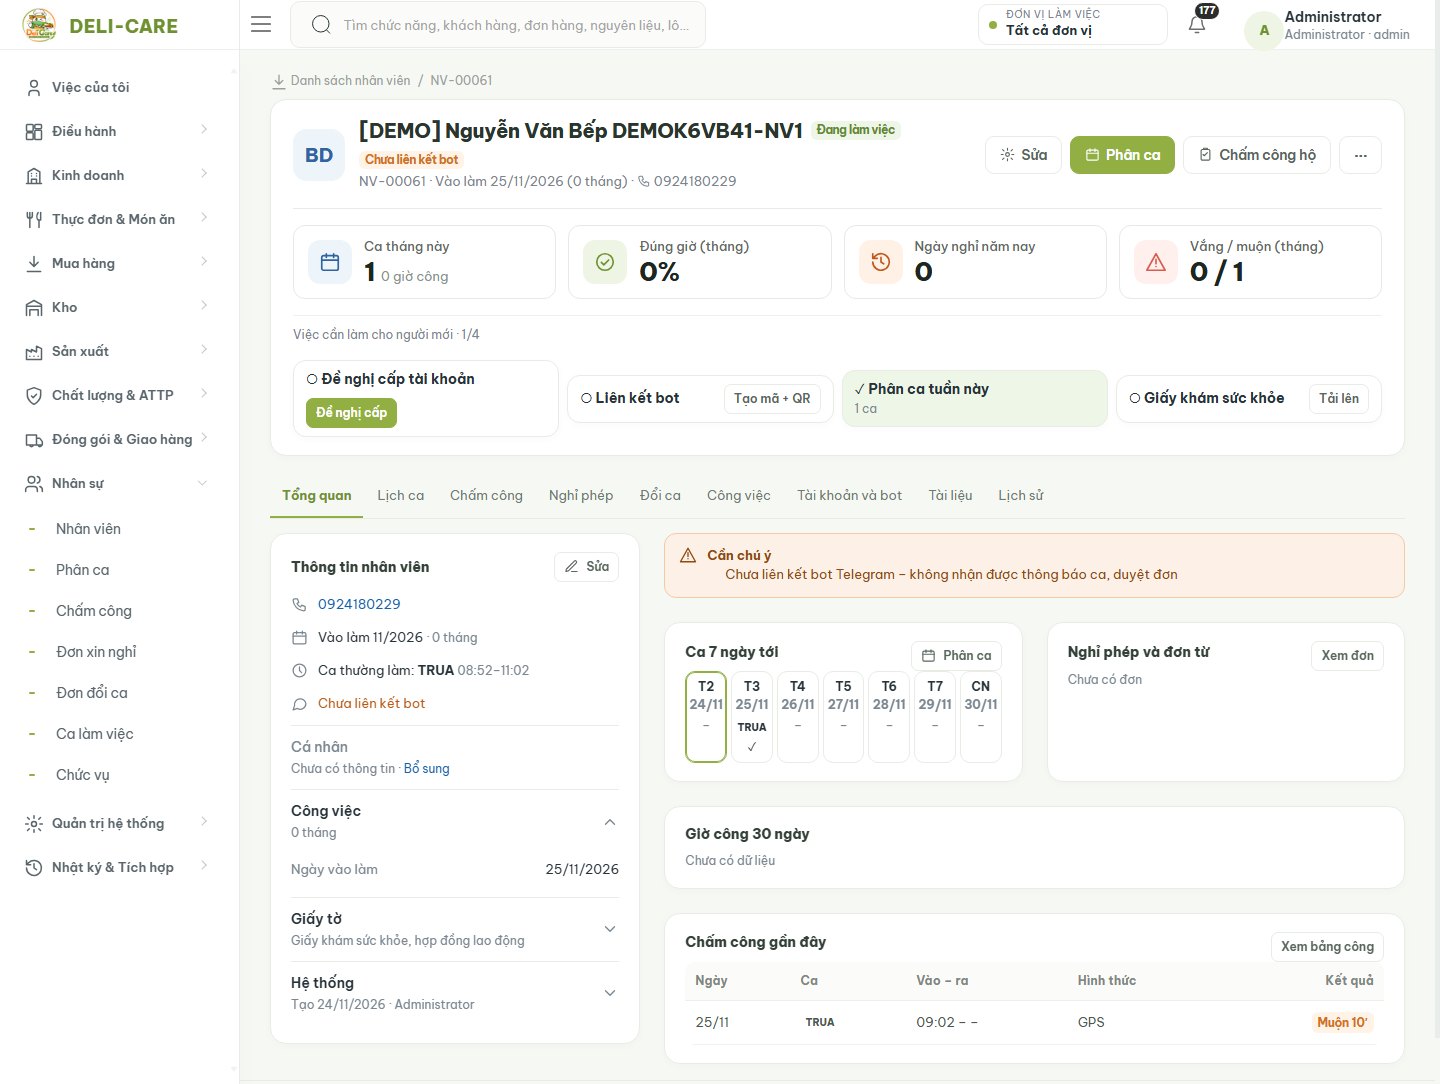 DELI-CARE
Tìm chức năng, khách hàng, đơn hàng, nguyên liệu, lô...
ĐƠN VỊ LÀM VIỆC
Tất cả đơn vị
177
A
Administrator
Administrator · admin
Việc của tôi
Điều hành
Kinh doanh
Thực đơn & Món ăn
Mua hàng
Kho
Sản xuất
Chất lượng & ATTP
Đóng gói & Giao hàng
Nhân sự
Nhân viên
Phân ca
Chấm công
Đơn xin nghỉ
Đơn đổi ca
Ca làm việc
Chức vụ
Quản trị hệ thống
Nhật ký & Tích hợp
Danh sách nhân viên / NV-00061
BD
[DEMO] Nguyễn Văn Bếp DEMOK6VB41-NV1 Đang làm việc
Chưa liên kết bot
NV-00061 · Vào làm 25/11/2026 (0 tháng) · 0924180229
Sửa
Phân ca
Chấm công hộ
...
Ca tháng này
1 0 giờ công
Đúng giờ (tháng)
0%
Ngày nghỉ năm nay
0
Vắng / muộn (tháng)
0 / 1
Việc cần làm cho người mới · 1/4
Đề nghị cấp tài khoản
Đề nghị cấp
Liên kết bot
Tạo mã + QR
✓ Phân ca tuần này
1 ca
Giấy khám sức khỏe
Tải lên
Tổng quan
Lịch ca
Chấm công
Nghỉ phép
Đổi ca
Công việc
Tài khoản và bot
Tài liệu
Lịch sử
Thông tin nhân viên
Sửa
0924180229
Vào làm 11/2026 · 0 tháng
Ca thường làm: TRUA 08:52–11:02
Chưa liên kết bot
Cá nhân
Chưa có thông tin · Bổ sung
Công việc
0 tháng
Ngày vào làm 25/11/2026
Giấy tờ
Giấy khám sức khỏe, hợp đồng lao động
Hệ thống
Tạo 24/11/2026 · Administrator
Cần chú ý
Chưa liên kết bot Telegram – không nhận được thông báo ca, duyệt đơn
Ca 7 ngày tới
Phân ca
T2 T3 T4 T5 T6 T7 CN
24/11 25/11 26/11 27/11 28/11 29/11 30/11
– TRUA – – – – –
✓
Nghỉ phép và đơn từ
Xem đơn
Chưa có đơn
Giờ công 30 ngày
Chưa có dữ liệu
Chấm công gần đây
Xem bảng công
Ngày Ca Vào – ra Hình thức Kết quả
25/11 TRUA 09:02 – – GPS Muộn 10'